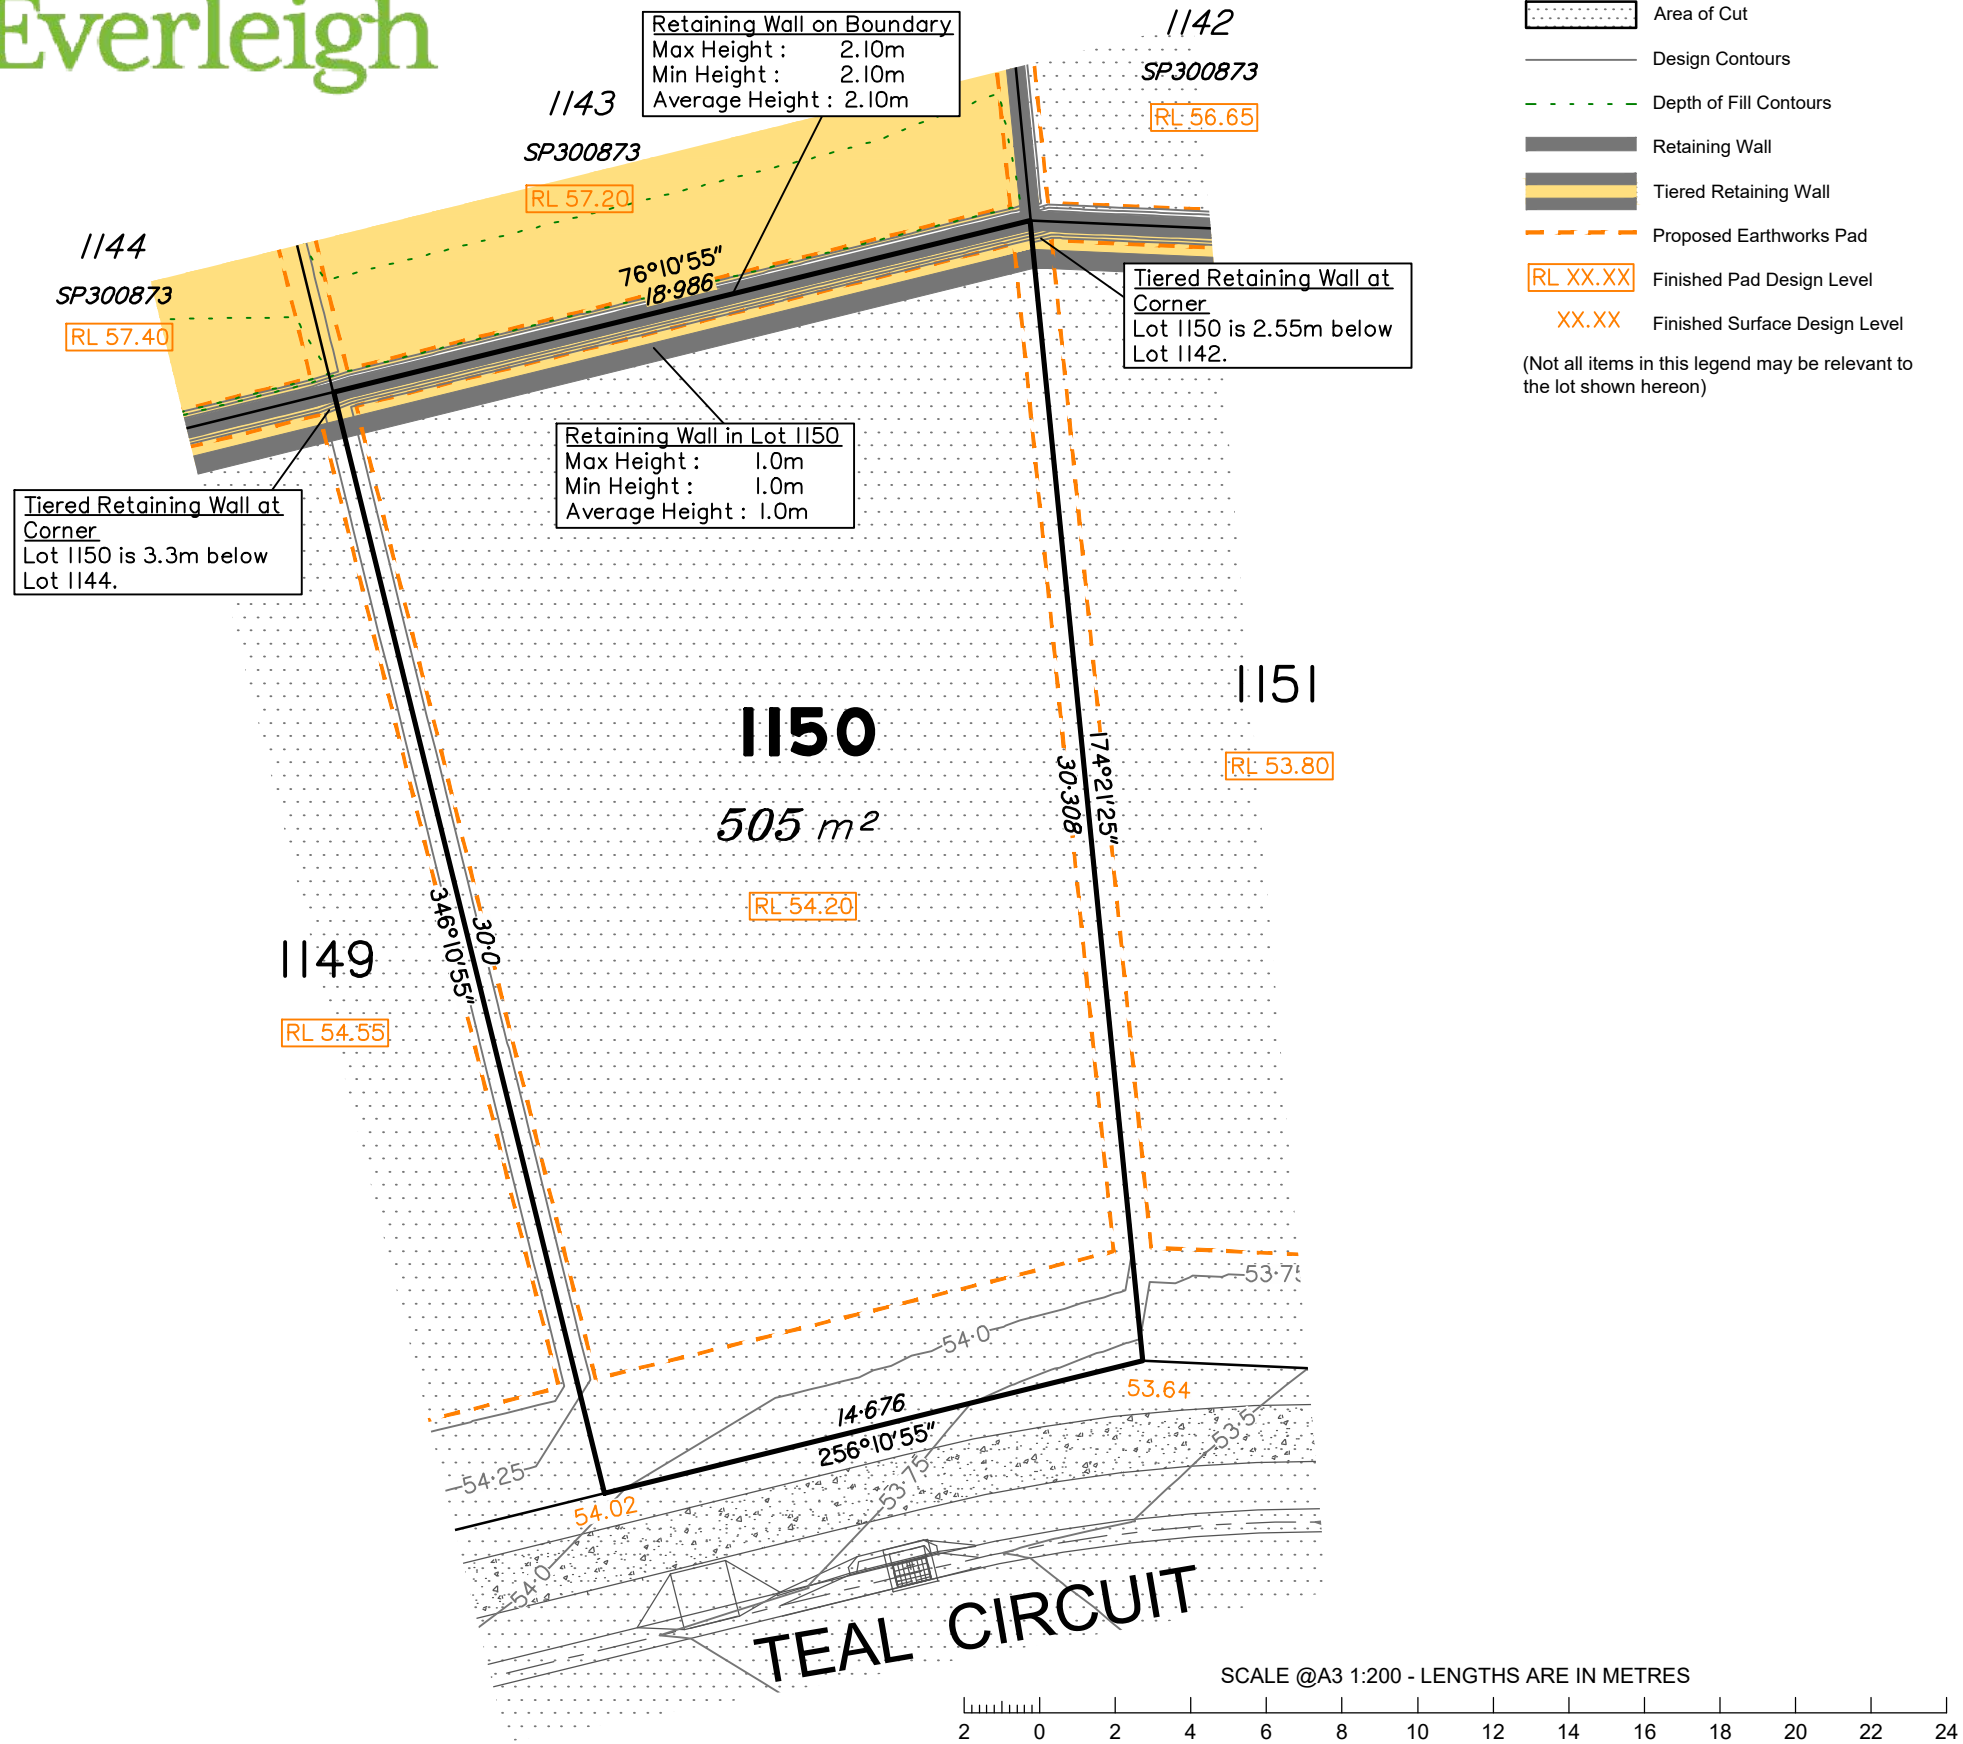 Everleigh
Retaining Wall on Boundary
Max Height : 2.10m
Min Height : 2.10m
Average Height : 2.10m
1142
SP300873
RL 56.65
1143
SP300873
RL 57.20
1144
SP300873
RL 57.40
76°10'55"
18·986
Tiered Retaining Wall at
Corner
Lot 1150 is 2.55m below
Lot 1142.
Retaining Wall in Lot 1150
Max Height : 1.0m
Min Height : 1.0m
Average Height : 1.0m
Tiered Retaining Wall at
Corner
Lot 1150 is 3.3m below
Lot 1144.
Area of Cut
Design Contours
Depth of Fill Contours
Retaining Wall
Tiered Retaining Wall
Proposed Earthworks Pad
RL XX.XX Finished Pad Design Level
XX.XX Finished Surface Design Level
(Not all items in this legend may be relevant to
the lot shown hereon)
1150
505 m²
RL 54.20
1151
RL 53.80
174°21'25"
30·308
1149
RL 54.55
346°10'55"
30·0
53·75
54·0
53.64
14·676
256°10'55"
54·25
54.02
53·75
53·5
54·0
TEAL CIRCUIT
SCALE @A3 1:200 - LENGTHS ARE IN METRES
2 0 2 4 6 8 10 12 14 16 18 20 22 24